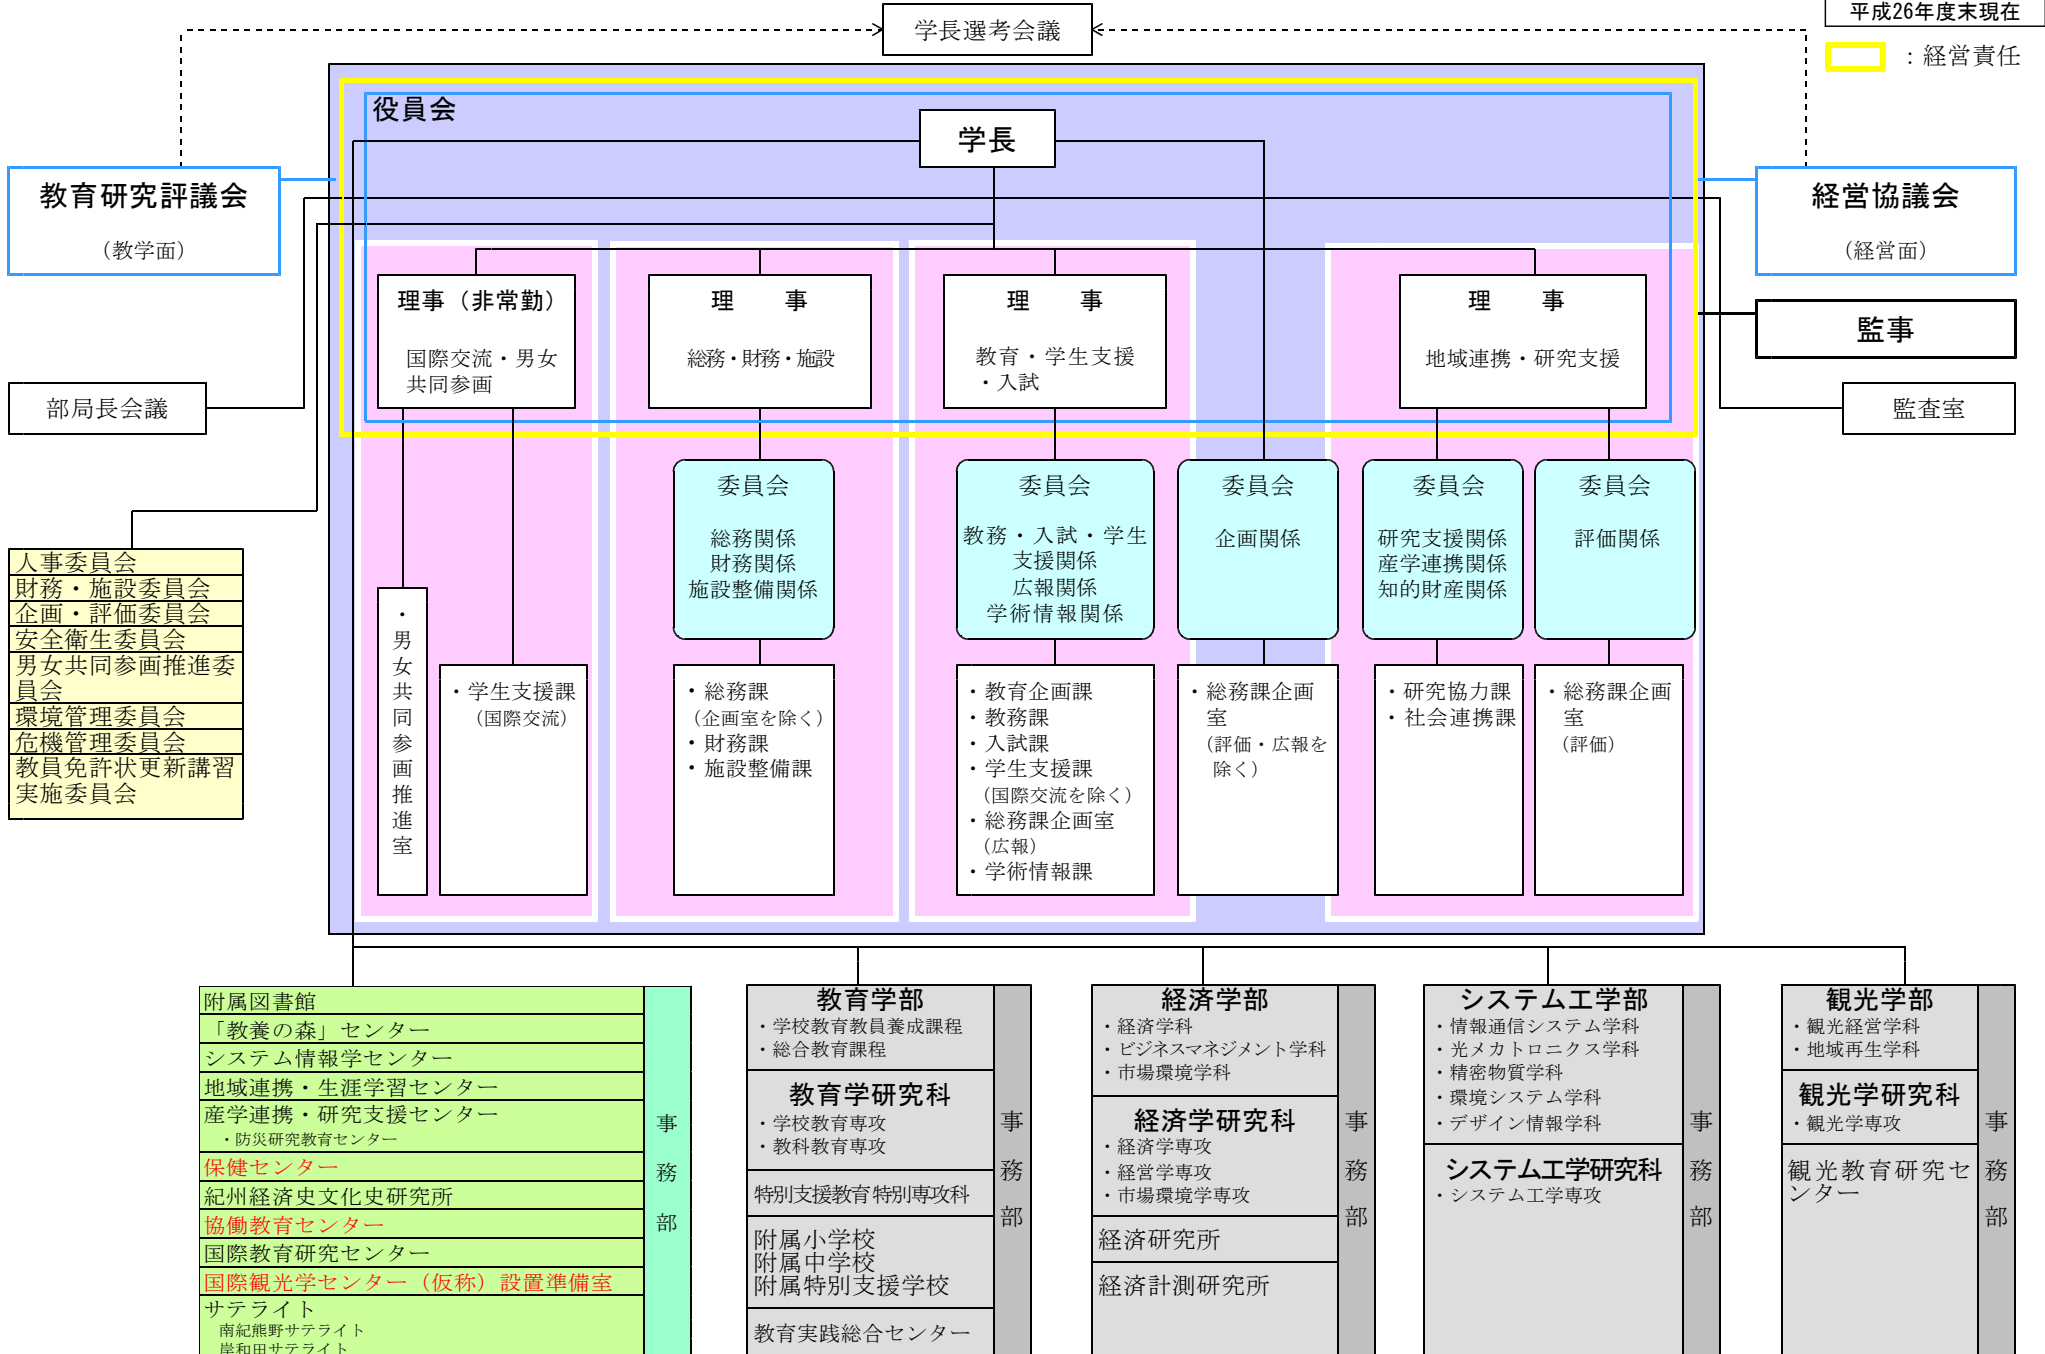 平成26年度末現在
：経営責任
学長選考会議
役員会
学長
教育研究評議会
（教学面）
経営協議会
（経営面）
理事（非常勤）
国際交流・男女
共同参画
理　事
総務・財務・施設
理　事
教育・学生支援
・入試
理　事
地域連携・研究支援
監事
部局長会議
監査室
委員会
総務関係
財務関係
施設整備関係
委員会
教務・入試・学生
支援関係
広報関係
学術情報関係
委員会
企画関係
委員会
研究支援関係
産学連携関係
知的財産関係
委員会
評価関係
人事委員会
財務・施設委員会
企画・評価委員会
安全衛生委員会
男女共同参画推進委
員会
環境管理委員会
危機管理委員会
教員免許状更新講習
実施委員会
・男女共同参画推進室
・学生支援課
（国際交流）
・総務課
（企画室を除く）
・財務課
・施設整備課
・教育企画課
・教務課
・入試課
・学生支援課
（国際交流を除く）
・総務課企画室
（広報）
・学術情報課
・総務課企画
室
（評価・広報を
除く）
・研究協力課
・社会連携課
・総務課企画
室
（評価）
附属図書館
「教養の森」センター
システム情報学センター
地域連携・生涯学習センター
産学連携・研究支援センター
・防災研究教育センター
保健センター
紀州経済史文化史研究所
協働教育センター
国際教育研究センター
国際観光学センター（仮称）設置準備室
サテライト
南紀熊野サテライト
岸和田サテライト
事務部
教育学部
・学校教育教員養成課程
・総合教育課程
教育学研究科
・学校教育専攻
・教科教育専攻
特別支援教育特別専攻科
附属小学校
附属中学校
附属特別支援学校
教育実践総合センター
事務部
経済学部
・経済学科
・ビジネスマネジメント学科
・市場環境学科
経済学研究科
・経済学専攻
・経営学専攻
・市場環境学専攻
経済研究所
経済計測研究所
事務部
システム工学部
・情報通信システム学科
・光メカトロニクス学科
・精密物質学科
・環境システム学科
・デザイン情報学科
システム工学研究科
・システム工学専攻
事務部
観光学部
・観光経営学科
・地域再生学科
観光学研究科
・観光学専攻
観光教育研究セ
ンター
事務部